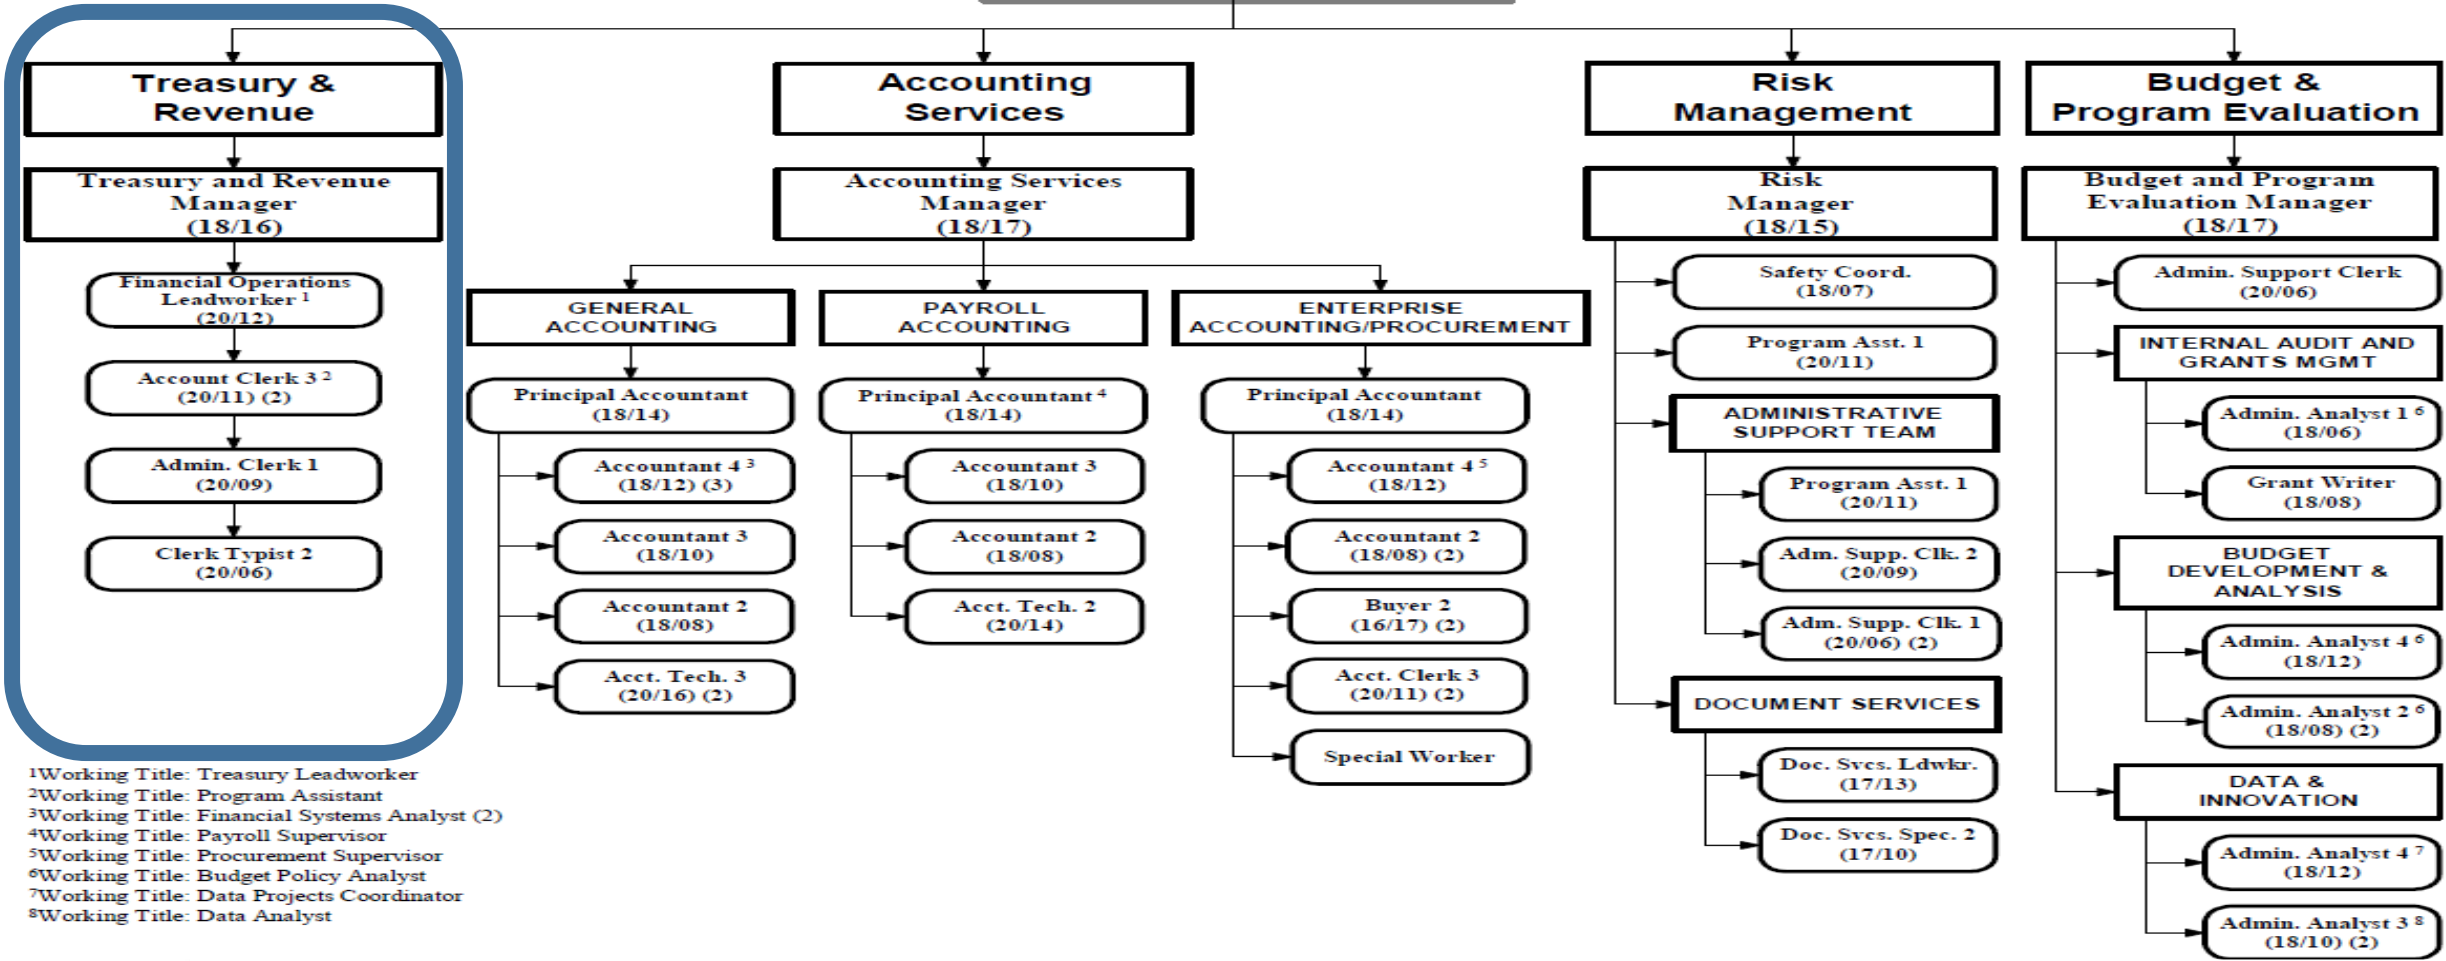 Treasury &
Revenue
Treasury and Revenue
Manager
(18/16)
Financial Operations
Leadworker ¹
(20/12)
Account Clerk 3 ²
(20/11) (2)
Admin. Clerk 1
(20/09)
Clerk Typist 2
(20/06)
Accounting
Services
Accounting Services
Manager
(18/17)
GENERAL
ACCOUNTING
Principal Accountant
(18/14)
Accountant 4 ³
(18/12) (3)
Accountant 3
(18/10)
Accountant 2
(18/08)
Acct. Tech. 3
(20/16) (2)
PAYROLL
ACCOUNTING
Principal Accountant ⁴
(18/14)
Accountant 3
(18/10)
Accountant 2
(18/08)
Acct. Tech. 2
(20/14)
ENTERPRISE
ACCOUNTING/PROCUREMENT
Principal Accountant
(18/14)
Accountant 4 ⁵
(18/12)
Accountant 2
(18/08) (2)
Buyer 2
(16/17) (2)
Acct. Clerk 3
(20/11) (2)
Special Worker
Risk
Management
Risk
Manager
(18/15)
Safety Coord.
(18/07)
Program Asst. 1
(20/11)
ADMINISTRATIVE
SUPPORT TEAM
Program Asst. 1
(20/11)
Adm. Supp. Clk. 2
(20/09)
Adm. Supp. Clk. 1
(20/06) (2)
DOCUMENT SERVICES
Doc. Svcs. Ldwkr.
(17/13)
Doc. Svcs. Spec. 2
(17/10)
Budget &
Program Evaluation
Budget and Program
Evaluation Manager
(18/17)
Admin. Support Clerk
(20/06)
INTERNAL AUDIT AND
GRANTS MGMT
Admin. Analyst 1 ⁶
(18/06)
Grant Writer
(18/08)
BUDGET
DEVELOPMENT &
ANALYSIS
Admin. Analyst 4 ⁶
(18/12)
Admin. Analyst 2 ⁶
(18/08) (2)
DATA &
INNOVATION
Admin. Analyst 4 ⁷
(18/12)
Admin. Analyst 3 ⁸
(18/10) (2)
¹Working Title: Treasury Leadworker
²Working Title: Program Assistant
³Working Title: Financial Systems Analyst (2)
⁴Working Title: Payroll Supervisor
⁵Working Title: Procurement Supervisor
⁶Working Title: Budget Policy Analyst
⁷Working Title: Data Projects Coordinator
⁸Working Title: Data Analyst